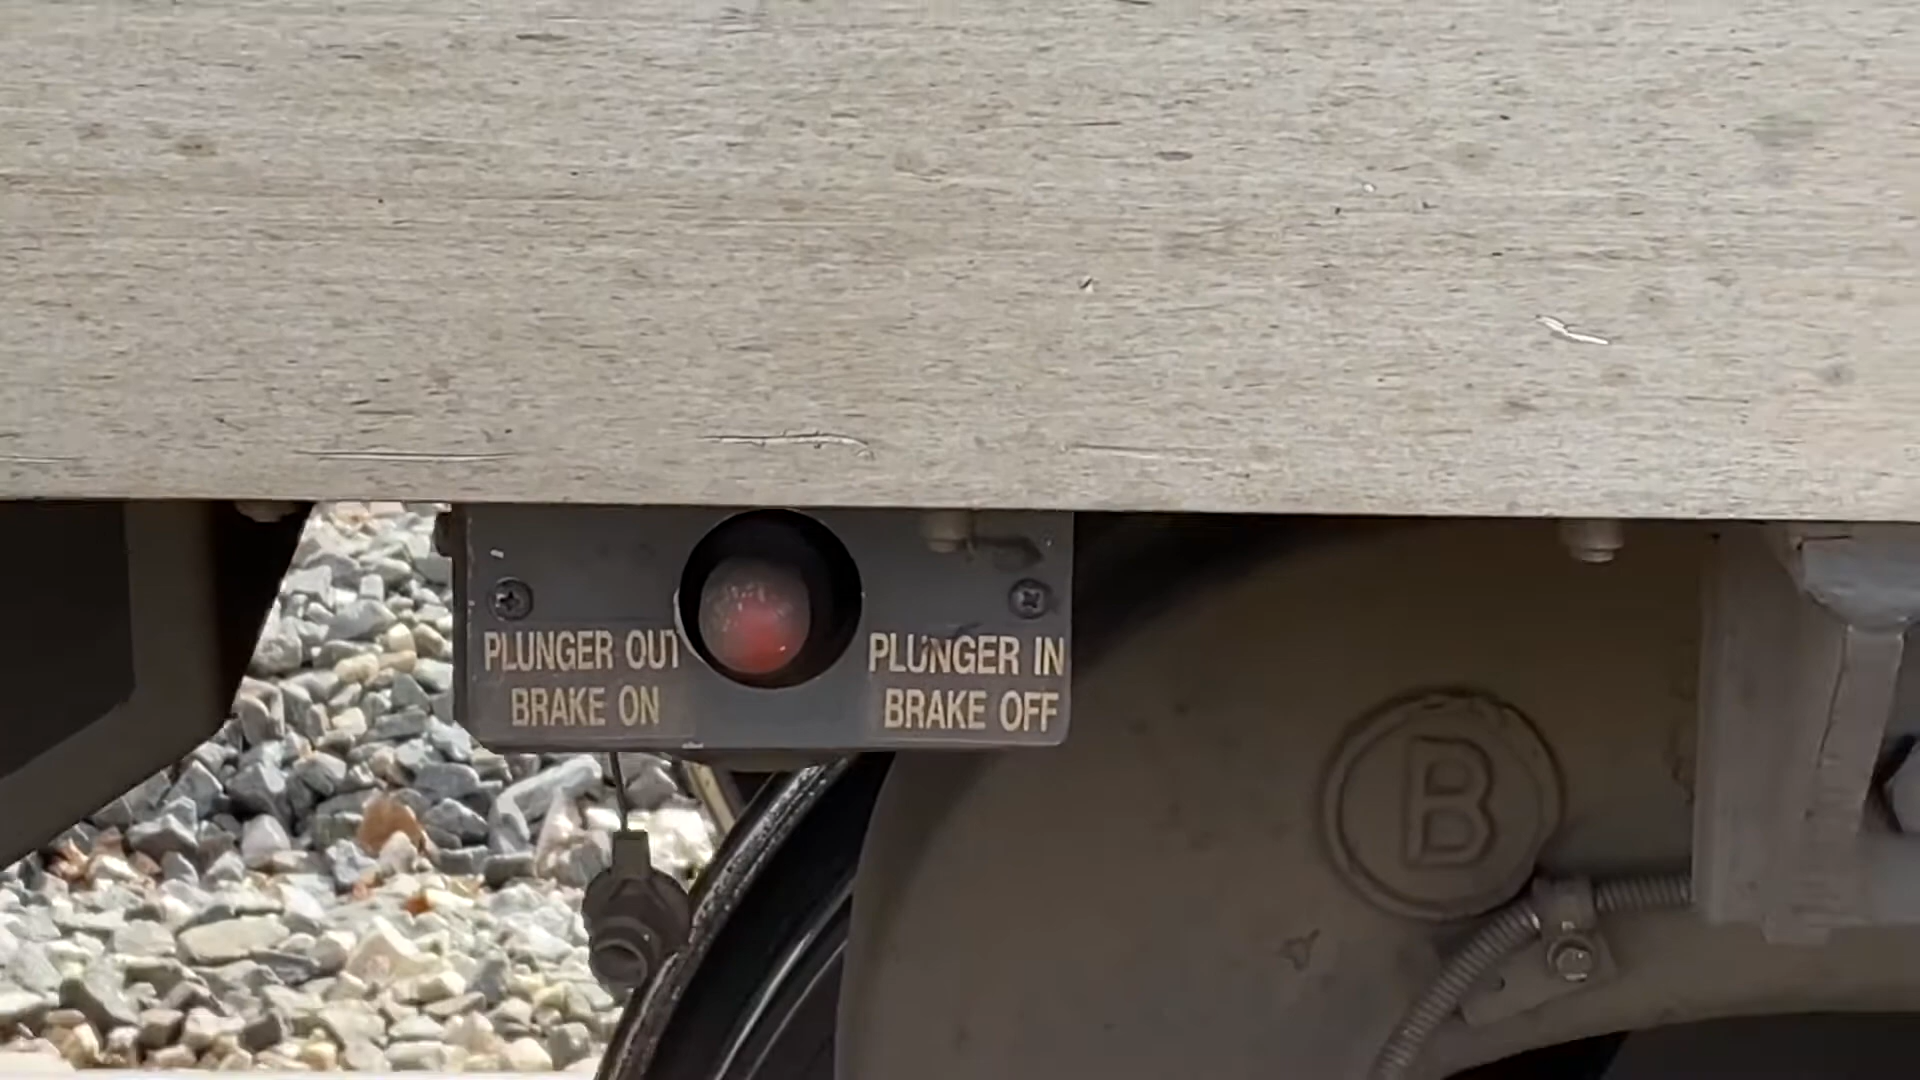 PLUNGER OUT
BRAKE ON
PLUNGER IN
BRAKE OFF
B